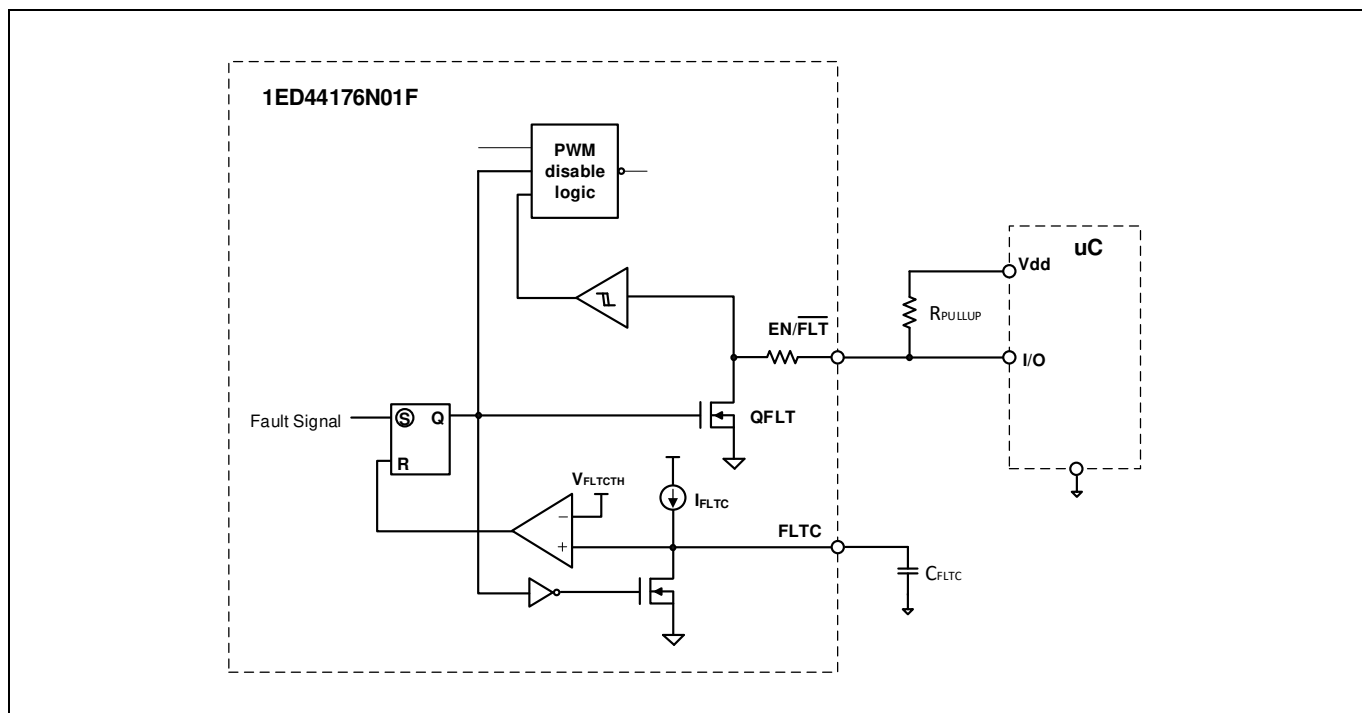 1ED44176N01F
PWM
disable
logic
uC
Vdd
RPULLUP
EN/FLT
I/O
Fault Signal
S
Q
QFLT
R
VFLTCTH
IFLTC
FLTC
−
+
CFLTC